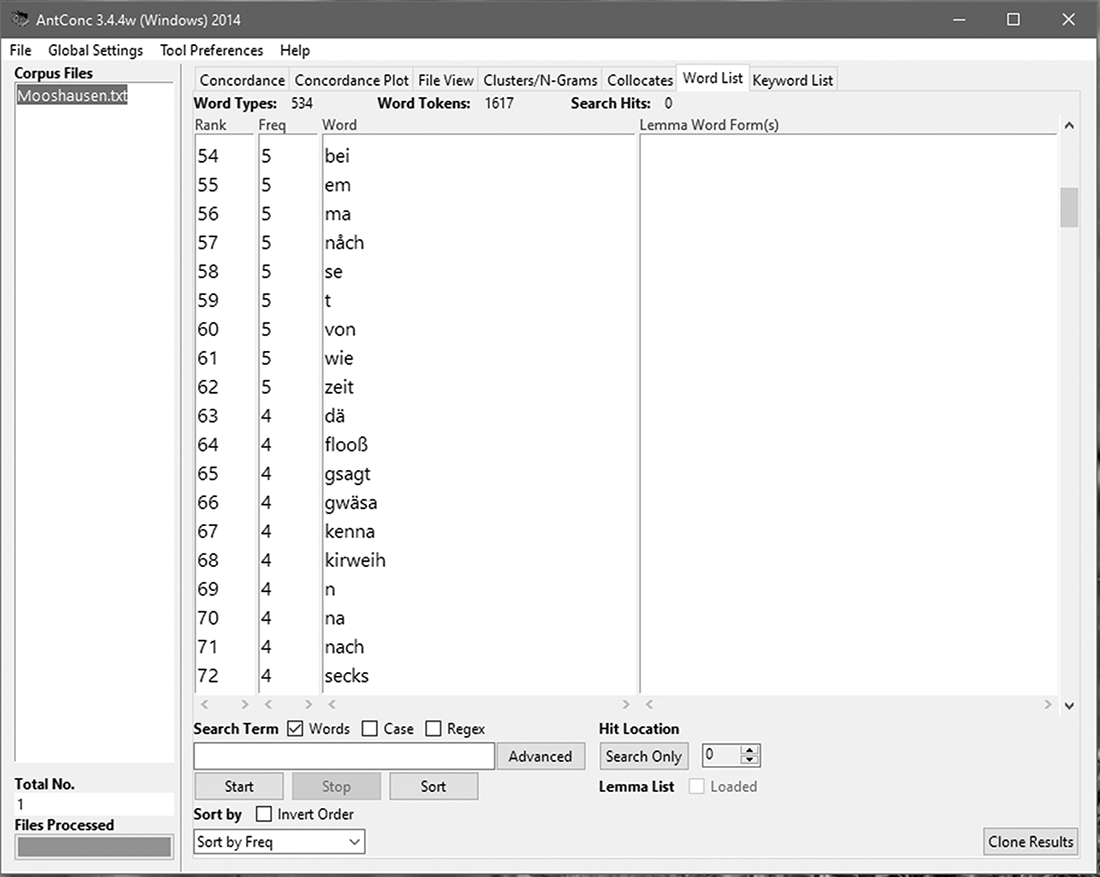 AntConc 3.4.4w (Windows) 2014
File Global Settings Tool Preferences Help
Corpus Files
Mooshausen.txt
Concordance Concordance Plot File View Clusters/N-Grams Collocates Word List Keyword List
Word Types: 534 Word Tokens: 1617 Search Hits: 0
Rank Freq Word Lemma Word Form(s)
54 5 bei
55 5 em
56 5 ma
57 5 nåch
58 5 se
59 5 t
60 5 von
61 5 wie
62 5 zeit
63 4 dä
64 4 flooß
65 4 gsagt
66 4 gwäsa
67 4 kenna
68 4 kirweih
69 4 n
70 4 na
71 4 nach
72 4 secks
Search Term Words Case Regex Hit Location
Advanced Search Only 0
Start Stop Sort Lemma List Loaded
Sort by Invert Order
Sort by Freq Clone Results
Total No.
1
Files Processed